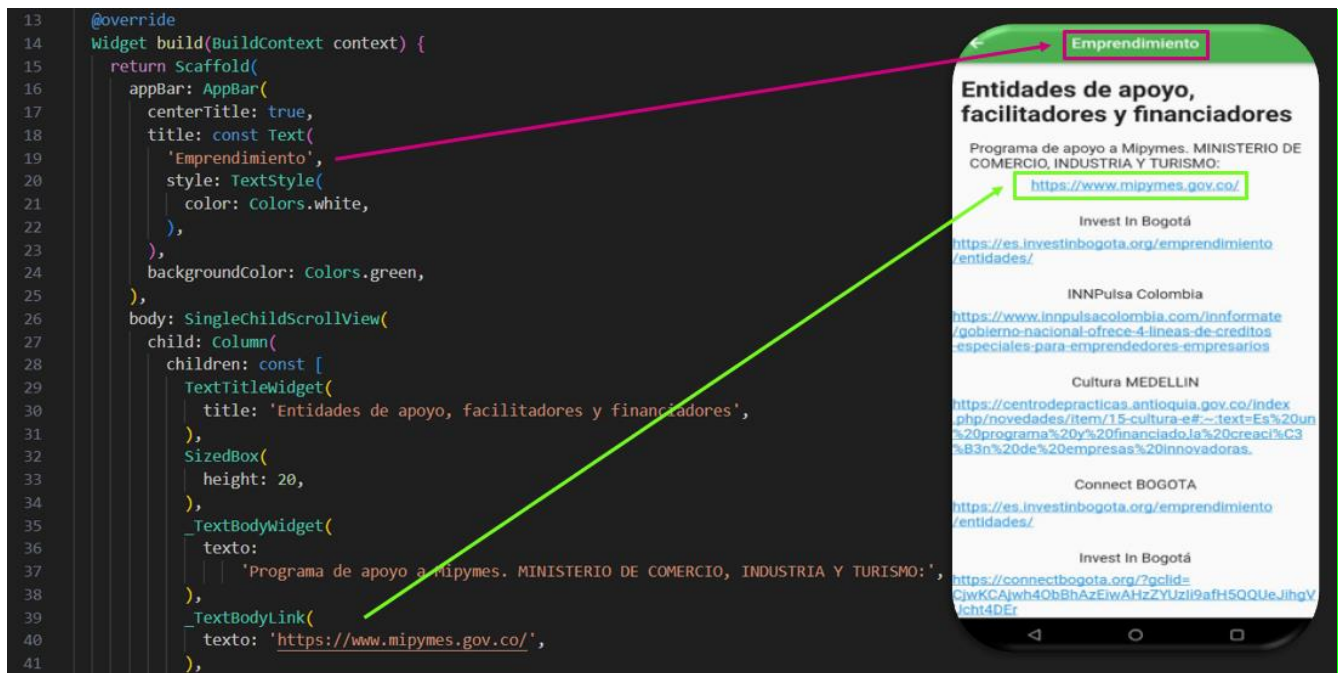 13 @override
14 Widget build(BuildContext context) {
15 return Scaffold(
16 appBar: AppBar(
17 centerTitle: true,
18 title: const Text(
19 'Emprendimiento',
20 style: TextStyle(
21 color: Colors.white,
22 ),
23 ),
24 backgroundColor: Colors.green,
25 ),
26 body: SingleChildScrollView(
27 child: Column(
28 children: const [
29 TextTitleWidget(
30 title: 'Entidades de apoyo, facilitadores y financiadores',
31 ),
32 SizedBox(
33 height: 20,
34 ),
35 _TextBodyWidget(
36 texto:
37 'Programa de apoyo a Mipymes. MINISTERIO DE COMERCIO, INDUSTRIA Y TURISMO:',
38 ),
39 _TextBodyLink(
40 texto: 'https://www.mipymes.gov.co/',
41 ),
Emprendimiento
Entidades de apoyo,
facilitadores y financiadores
Programa de apoyo a Mipymes. MINISTERIO DE
COMERCIO, INDUSTRIA Y TURISMO:
https://www.mipymes.gov.co/
Invest In Bogotá
https://es.investinbogota.org/emprendimiento
/entidades/
INNPulsa Colombia
https://www.innpulsacolombia.com/innformate
/gobierno-nacional-ofrece-4-lineas-de-creditos
-especiales-para-emprendedores-empresarios
Cultura MEDELLIN
https://centrodepracticas.antioquia.gov.co/index
.php/novedades/item/15-cultura-e#:~:text=Es%20un
%20programa%20y%20financiado,la%20creaci%C3
%B3n%20de%20empresas%20innovadoras.
Connect BOGOTA
https://es.investinbogota.org/emprendimiento
/entidades/
Invest In Bogotá
https://connectbogota.org/?gclid=